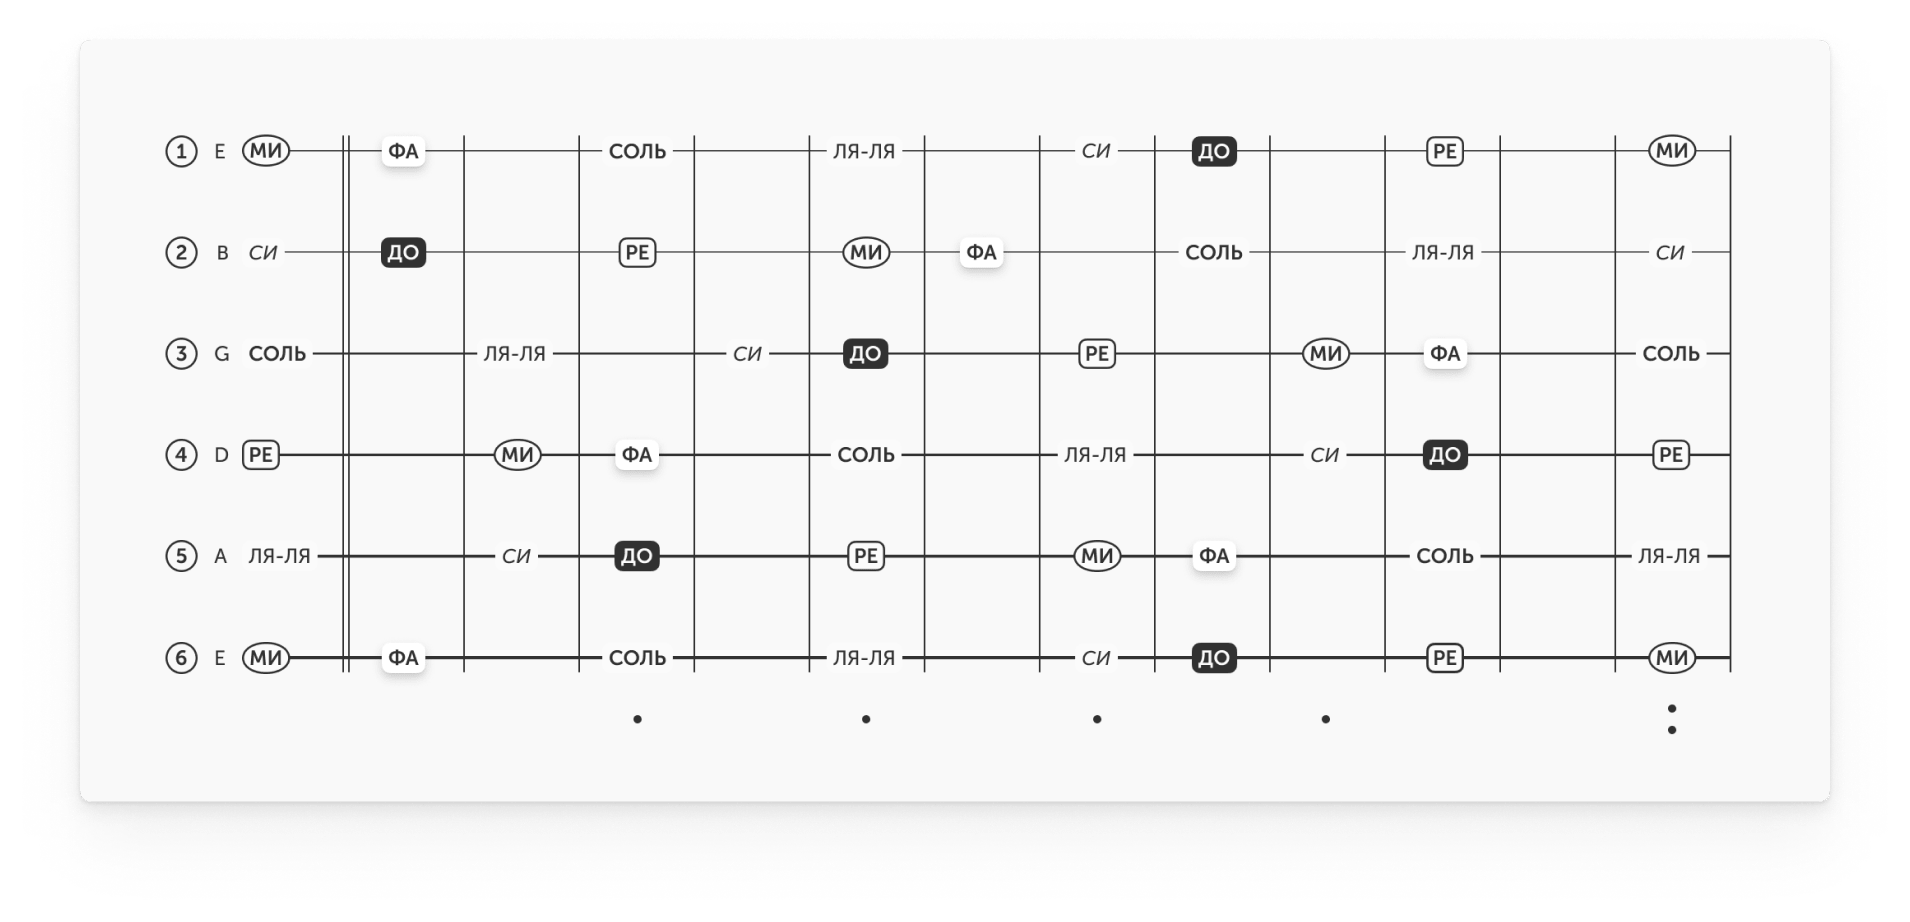 1 E МИ ФА СОЛЬ ЛЯ-ЛЯ СИ ДО РЕ МИ
2 B СИ ДО РЕ МИ ФА СОЛЬ ЛЯ-ЛЯ СИ
3 G СОЛЬ ЛЯ-ЛЯ СИ ДО РЕ МИ ФА СОЛЬ
4 D РЕ МИ ФА СОЛЬ ЛЯ-ЛЯ СИ ДО РЕ
5 A ЛЯ-ЛЯ СИ ДО РЕ МИ ФА СОЛЬ ЛЯ-ЛЯ
6 E МИ ФА СОЛЬ ЛЯ-ЛЯ СИ ДО РЕ МИ